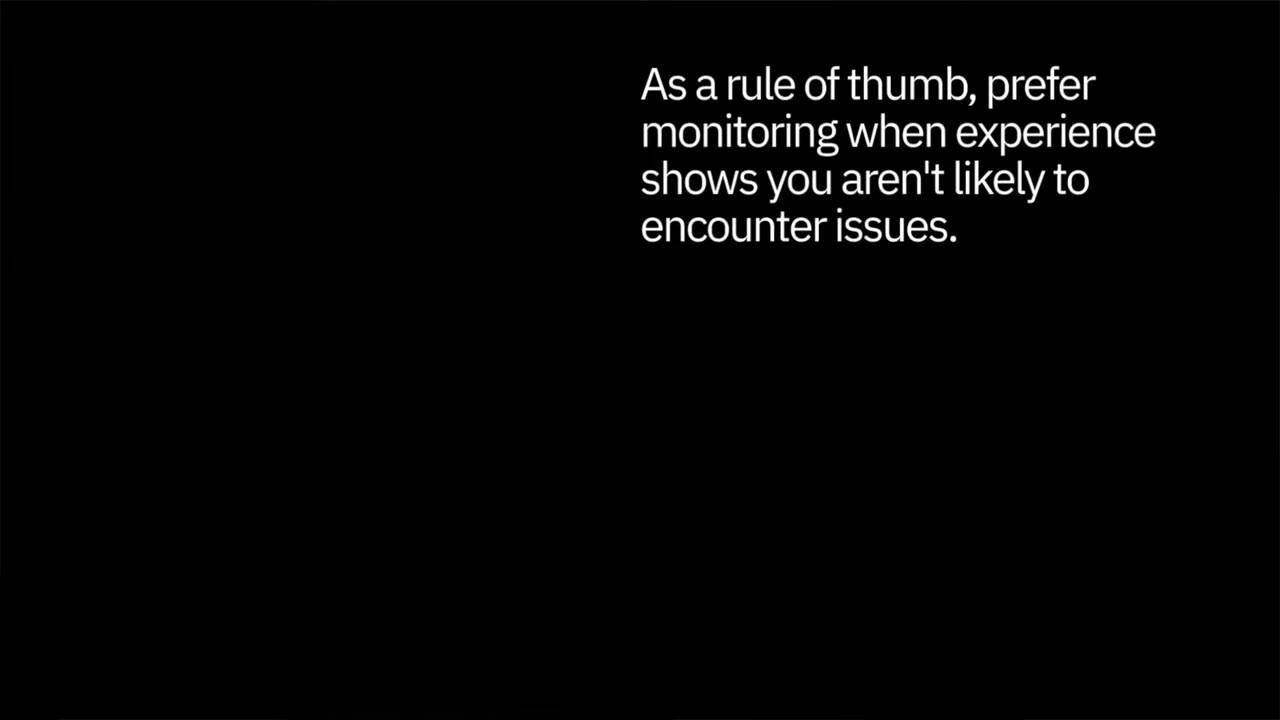 As a rule of thumb, prefer
monitoring when experience
shows you aren't likely to
encounter issues.